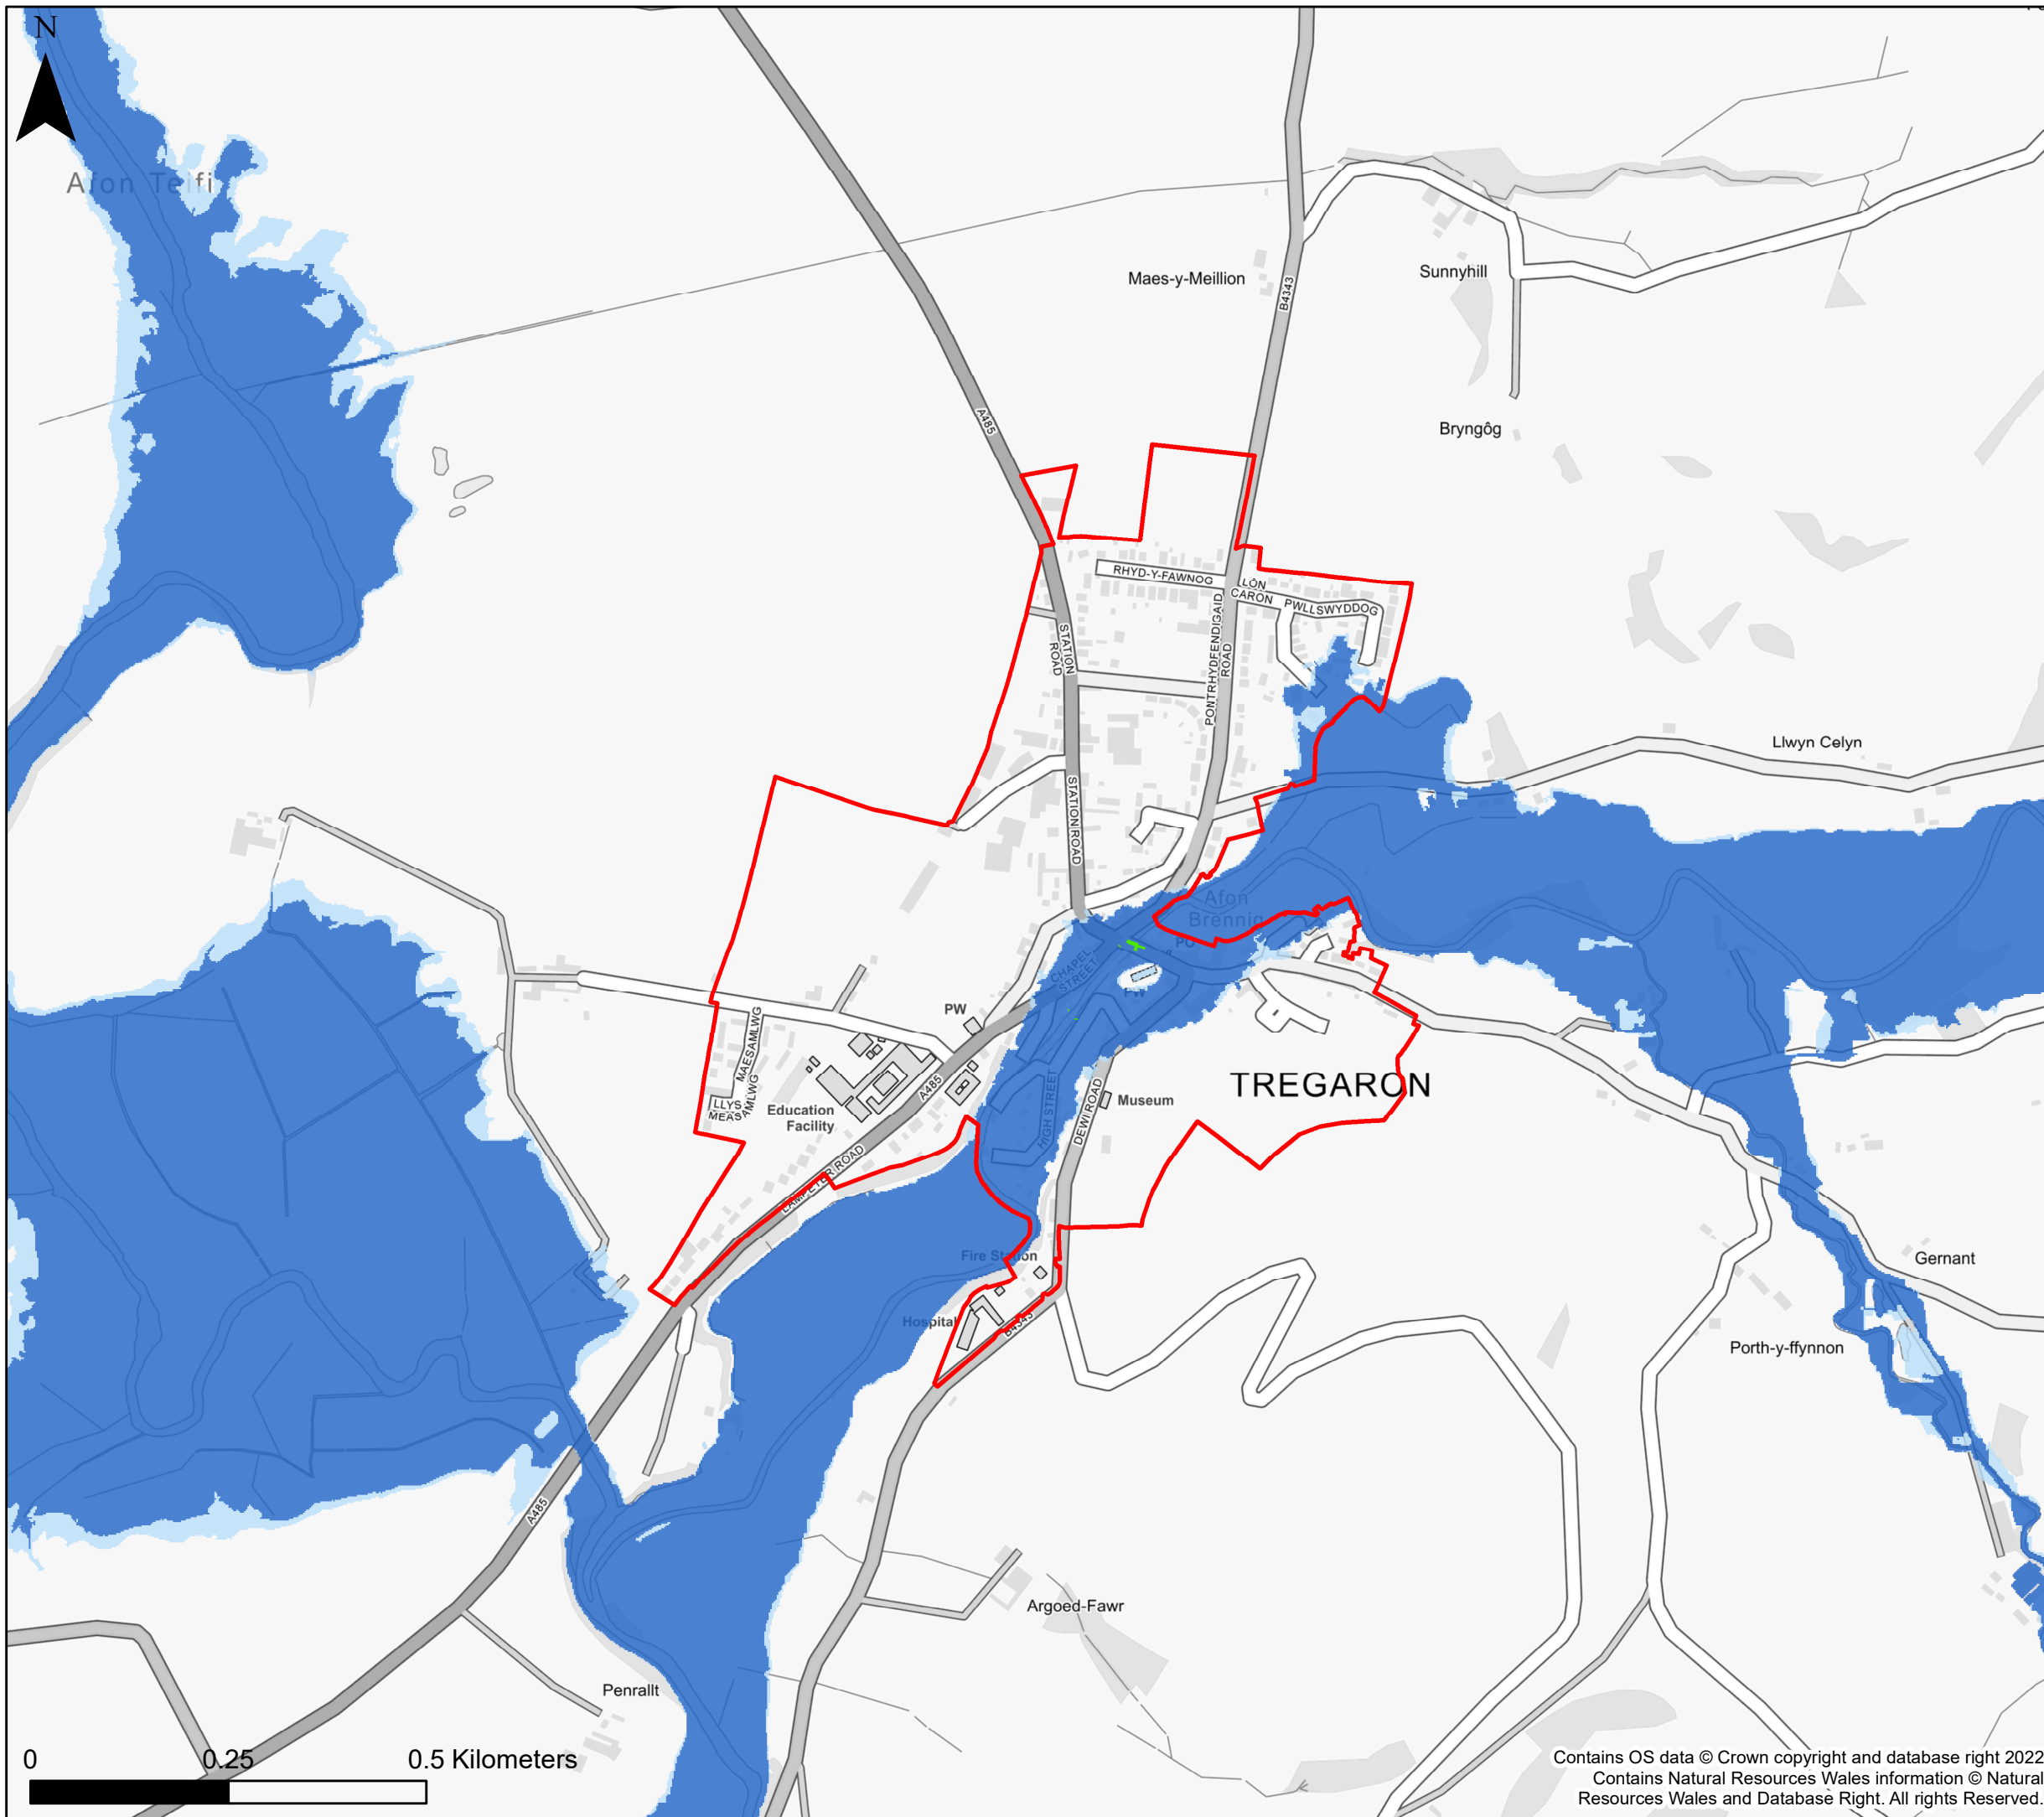 N
Afon Teifi
Maes-y-Meillion
Sunnyhill
B4343
A485
Bryngôg
RHYD-Y-FAWNOG
LÔN
CARON
PWLLSWYDDOG
STATION
ROAD
PONTRHYDFENDIGAID
ROAD
Llwyn Celyn
STATION ROAD
Afon
Brennig
PO
CHAPEL
STREET
PW
PW
MAESAMLWG
LLYS
MEASAMLWG
A485
Education
Facility
TREGARON
Museum
HIGH STREET
DEWI ROAD
LAMPETER ROAD
Fire Station
Hospital
B4343
Gernant
Porth-y-ffynnon
A485
Argoed-Fawr
Penrallt
0 0.25 0.5 Kilometers
Contains OS data © Crown copyright and database right 2022
Contains Natural Resources Wales information © Natural
Resources Wales and Database Right. All rights Reserved.